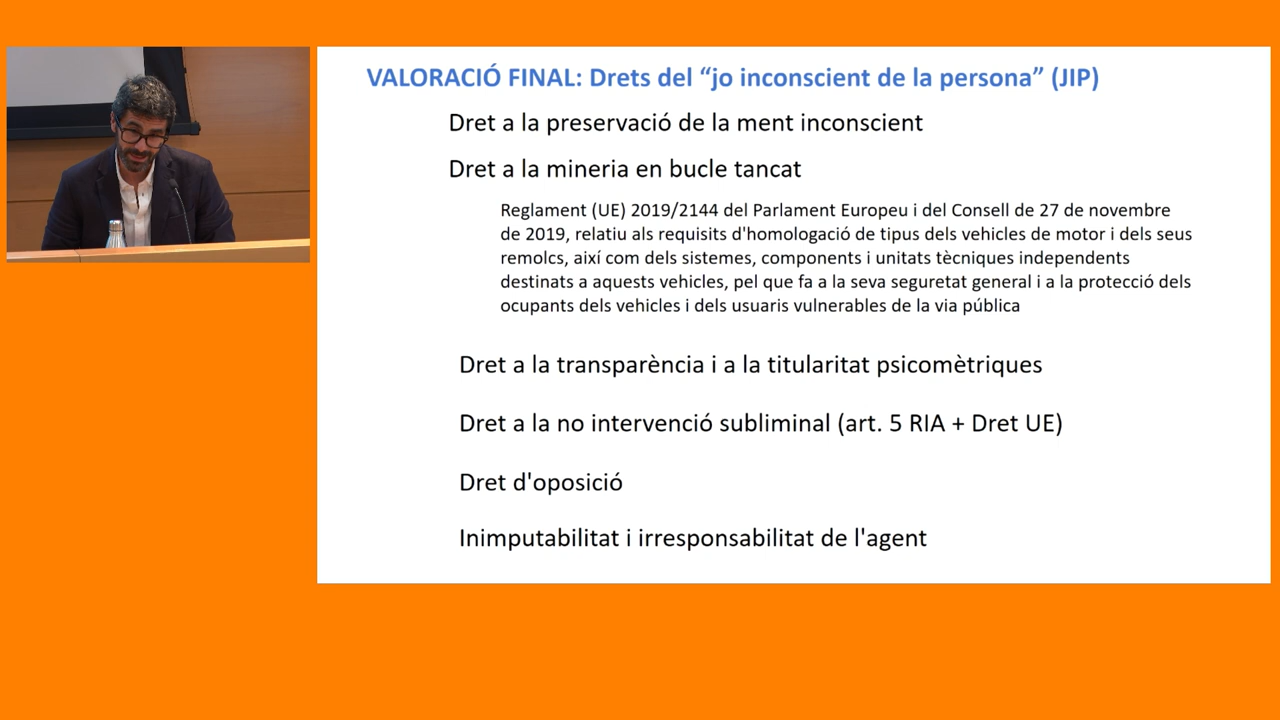 VALORACIÓ FINAL: Drets del “jo inconscient de la persona” (JIP)
Dret a la preservació de la ment inconscient
Dret a la mineria en bucle tancat
Reglament (UE) 2019/2144 del Parlament Europeu i del Consell de 27 de novembre
de 2019, relatiu als requisits d'homologació de tipus dels vehicles de motor i dels seus
remolcs, així com dels sistemes, components i unitats tècniques independents
destinats a aquests vehicles, pel que fa a la seva seguretat general i a la protecció dels
ocupants dels vehicles i dels usuaris vulnerables de la via pública
Dret a la transparència i a la titularitat psicomètriques
Dret a la no intervenció subliminal (art. 5 RIA + Dret UE)
Dret d'oposició
Inimputabilitat i irresponsabilitat de l'agent